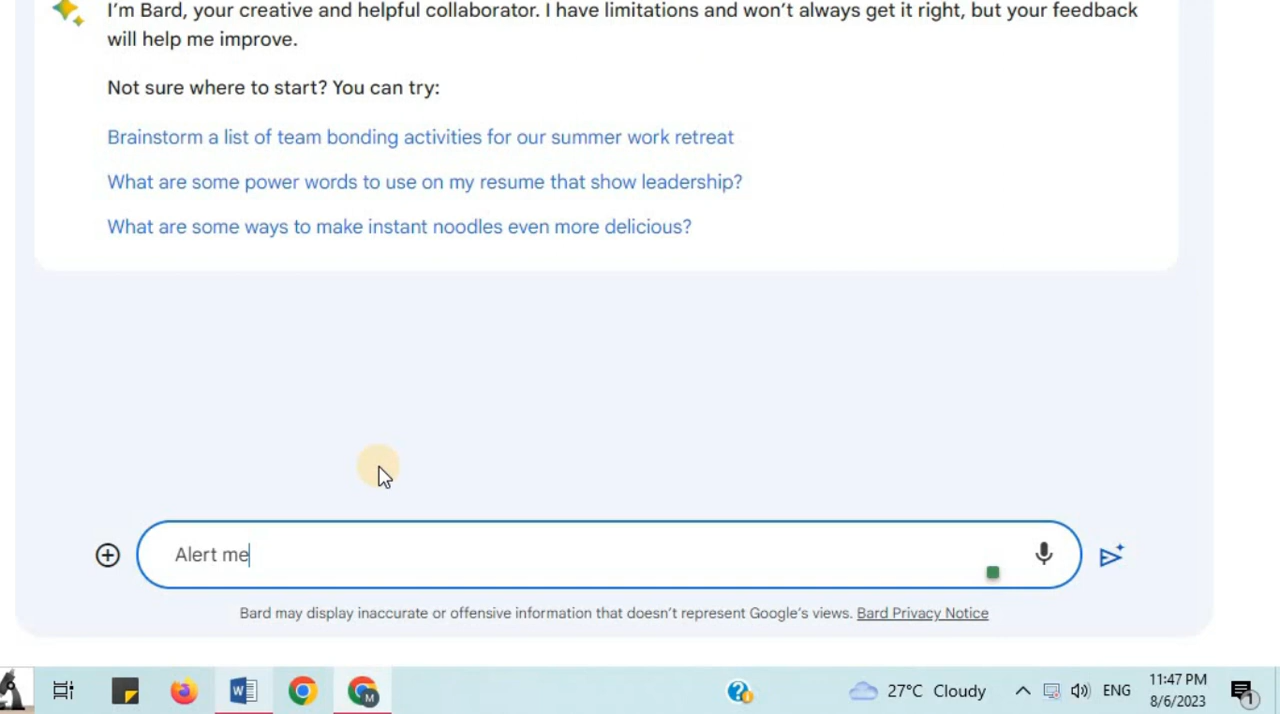 I'm Bard, your creative and helpful collaborator. I have limitations and won't always get it right, but your feedback
will help me improve.
Not sure where to start? You can try:
Brainstorm a list of team bonding activities for our summer work retreat
What are some power words to use on my resume that show leadership?
What are some ways to make instant noodles even more delicious?
Alert me
Bard may display inaccurate or offensive information that doesn't represent Google's views. Bard Privacy Notice
W
M
?
27°C Cloudy
ENG
11:47 PM
8/6/2023
1